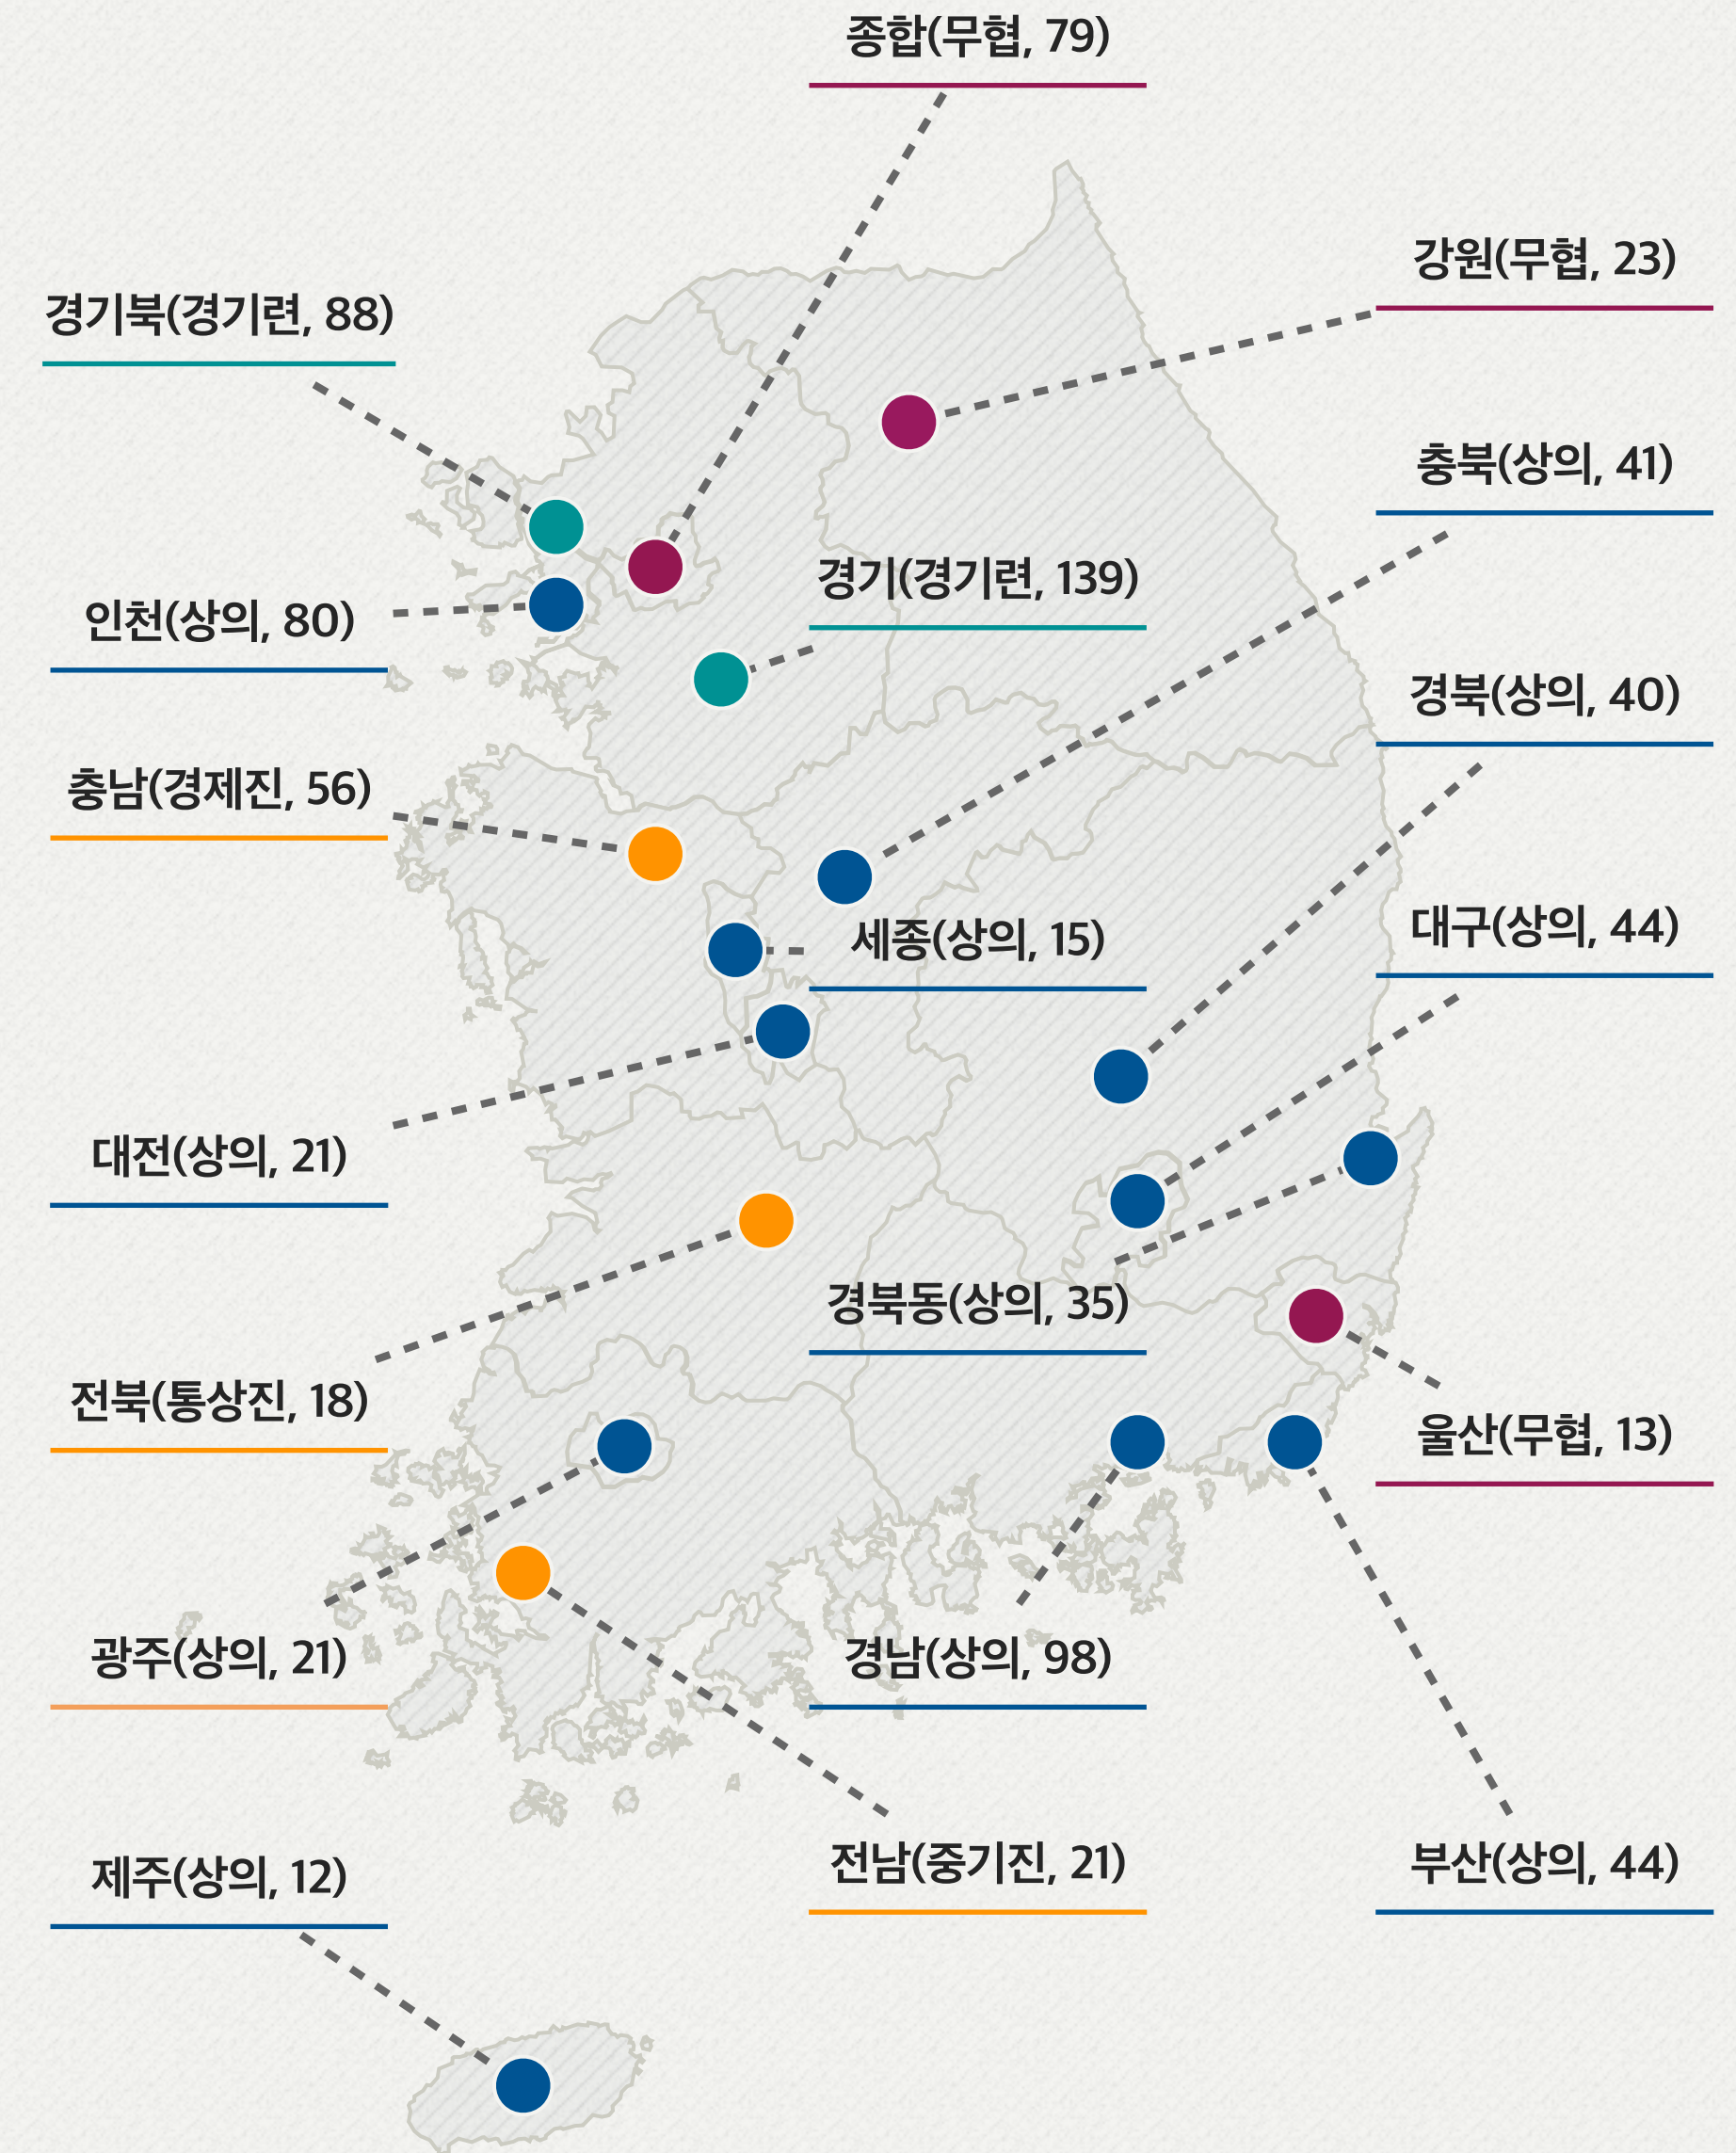 종합(무협, 79)
강원(무협, 23)
경기북(경기련, 88)
충북(상의, 41)
경기(경기련, 139)
인천(상의, 80)
경북(상의, 40)
충남(경제진, 56)
대구(상의, 44)
세종(상의, 15)
대전(상의, 21)
경북동(상의, 35)
전북(통상진, 18)
울산(무협, 13)
광주(상의, 21)
경남(상의, 98)
전남(중기진, 21)
부산(상의, 44)
제주(상의, 12)